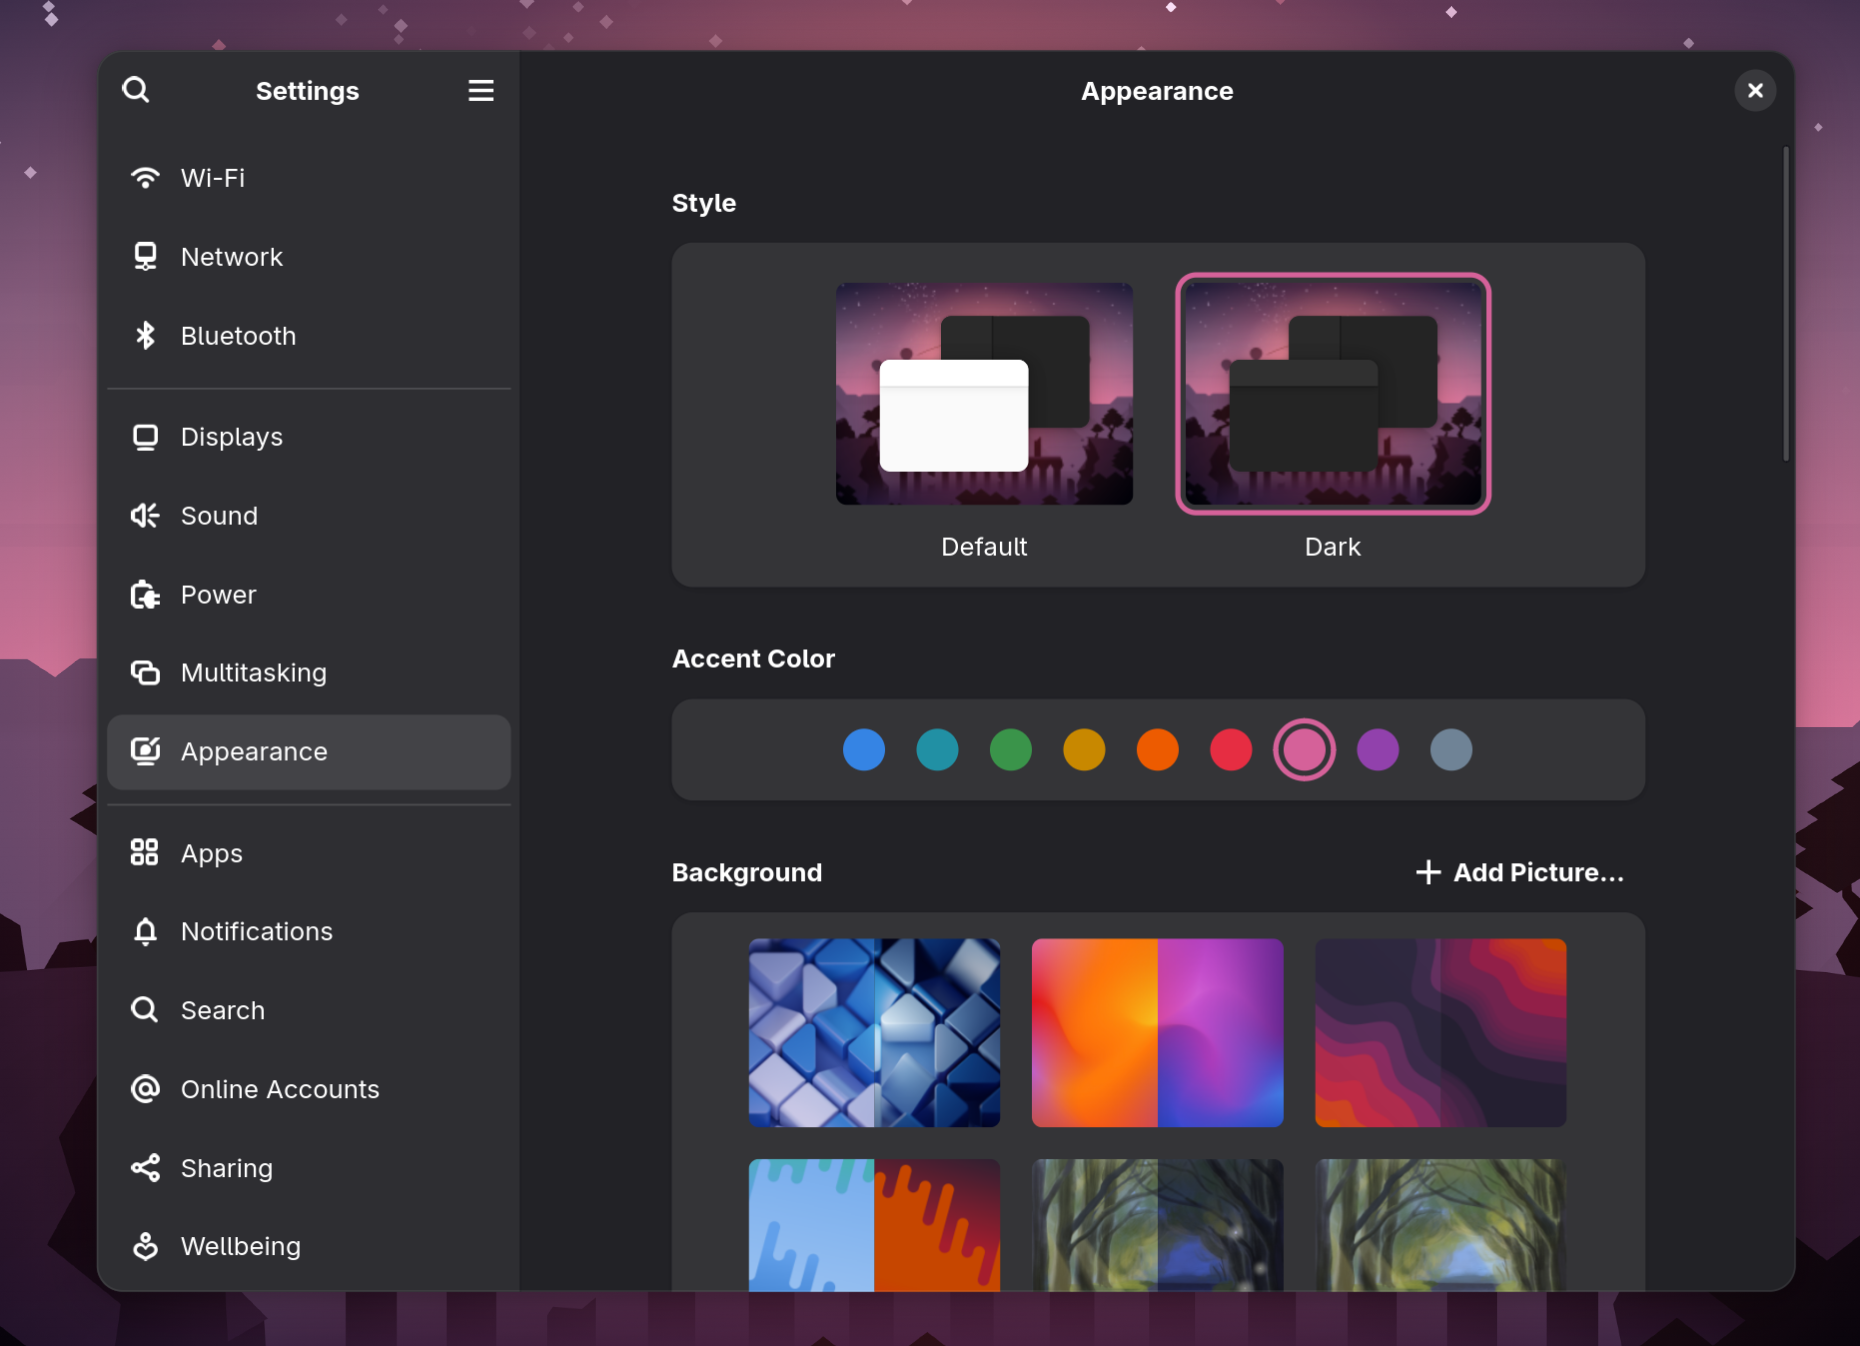 Settings
Appearance
Wi-Fi
Network
Bluetooth
Displays
Sound
Power
Multitasking
Appearance
Apps
Notifications
Search
Online Accounts
Sharing
Wellbeing
Style
Default
Dark
Accent Color
Background
Add Picture...